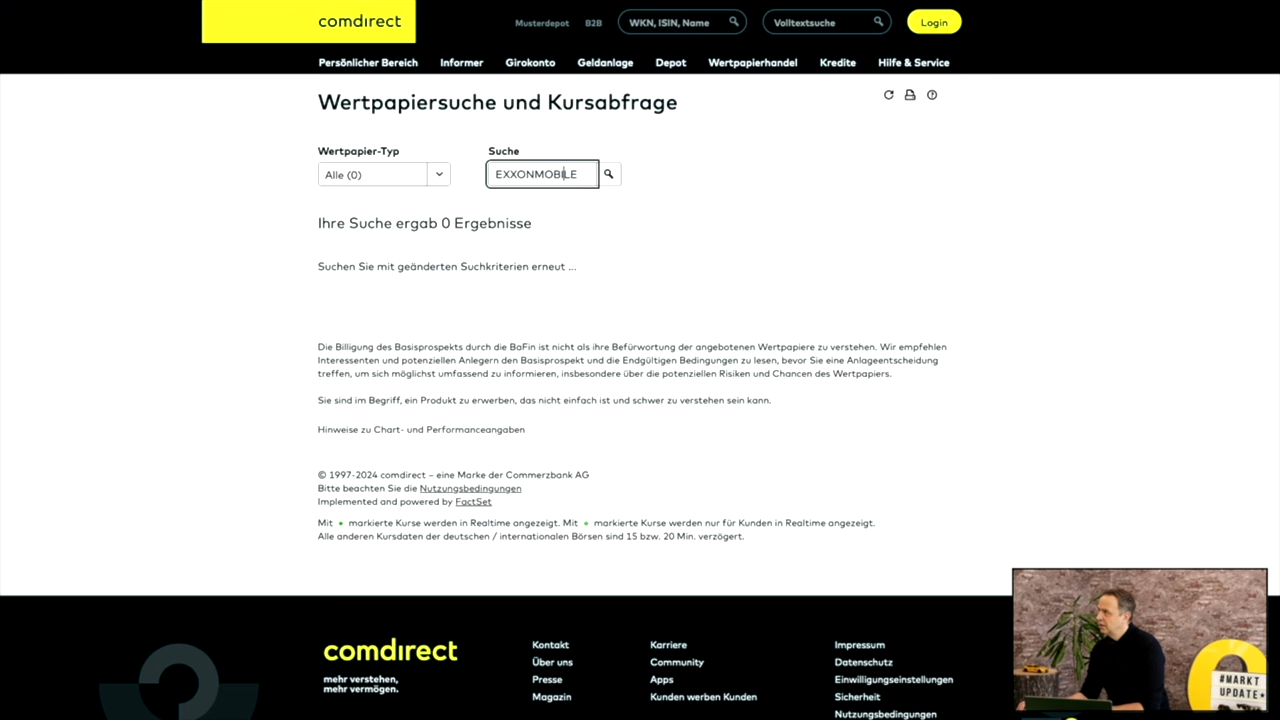 comdirect
Musterdepot B2B WKN, ISIN, Name Volltextsuche Login
Persönlicher Bereich Informer Girokonto Geldanlage Depot Wertpapierhandel Kredite Hilfe & Service
Wertpapiersuche und Kursabfrage
Wertpapier-Typ Suche
Alle (0) EXXONMOBILE
Ihre Suche ergab 0 Ergebnisse
Suchen Sie mit geänderten Suchkriterien erneut ...
Die Billigung des Basisprospekts durch die BaFin ist nicht als ihre Befürwortung der angebotenen Wertpapiere zu verstehen. Wir empfehlen
Interessenten und potenziellen Anlegern den Basisprospekt und die Endgültigen Bedingungen zu lesen, bevor Sie eine Anlageentscheidung
treffen, um sich möglichst umfassend zu informieren, insbesondere über die potenziellen Risiken und Chancen des Wertpapiers.
Sie sind im Begriff, ein Produkt zu erwerben, das nicht einfach ist und schwer zu verstehen sein kann.
Hinweise zu Chart- und Performanceangaben
© 1997-2024 comdirect – eine Marke der Commerzbank AG
Bitte beachten Sie die Nutzungsbedingungen
Implemented and powered by FactSet
Mit • markierte Kurse werden in Realtime angezeigt. Mit • markierte Kurse werden nur für Kunden in Realtime angezeigt.
Alle anderen Kursdaten der deutschen / internationalen Börsen sind 15 bzw. 20 Min. verzögert.
comdirect
mehr verstehen,
mehr vermögen.
Kontakt
Über uns
Presse
Magazin
Karriere
Community
Apps
Kunden werben Kunden
Impressum
Datenschutz
Einwilligungseinstellungen
Sicherheit
Nutzungsbedingungen
#MARKT
UPDATE★